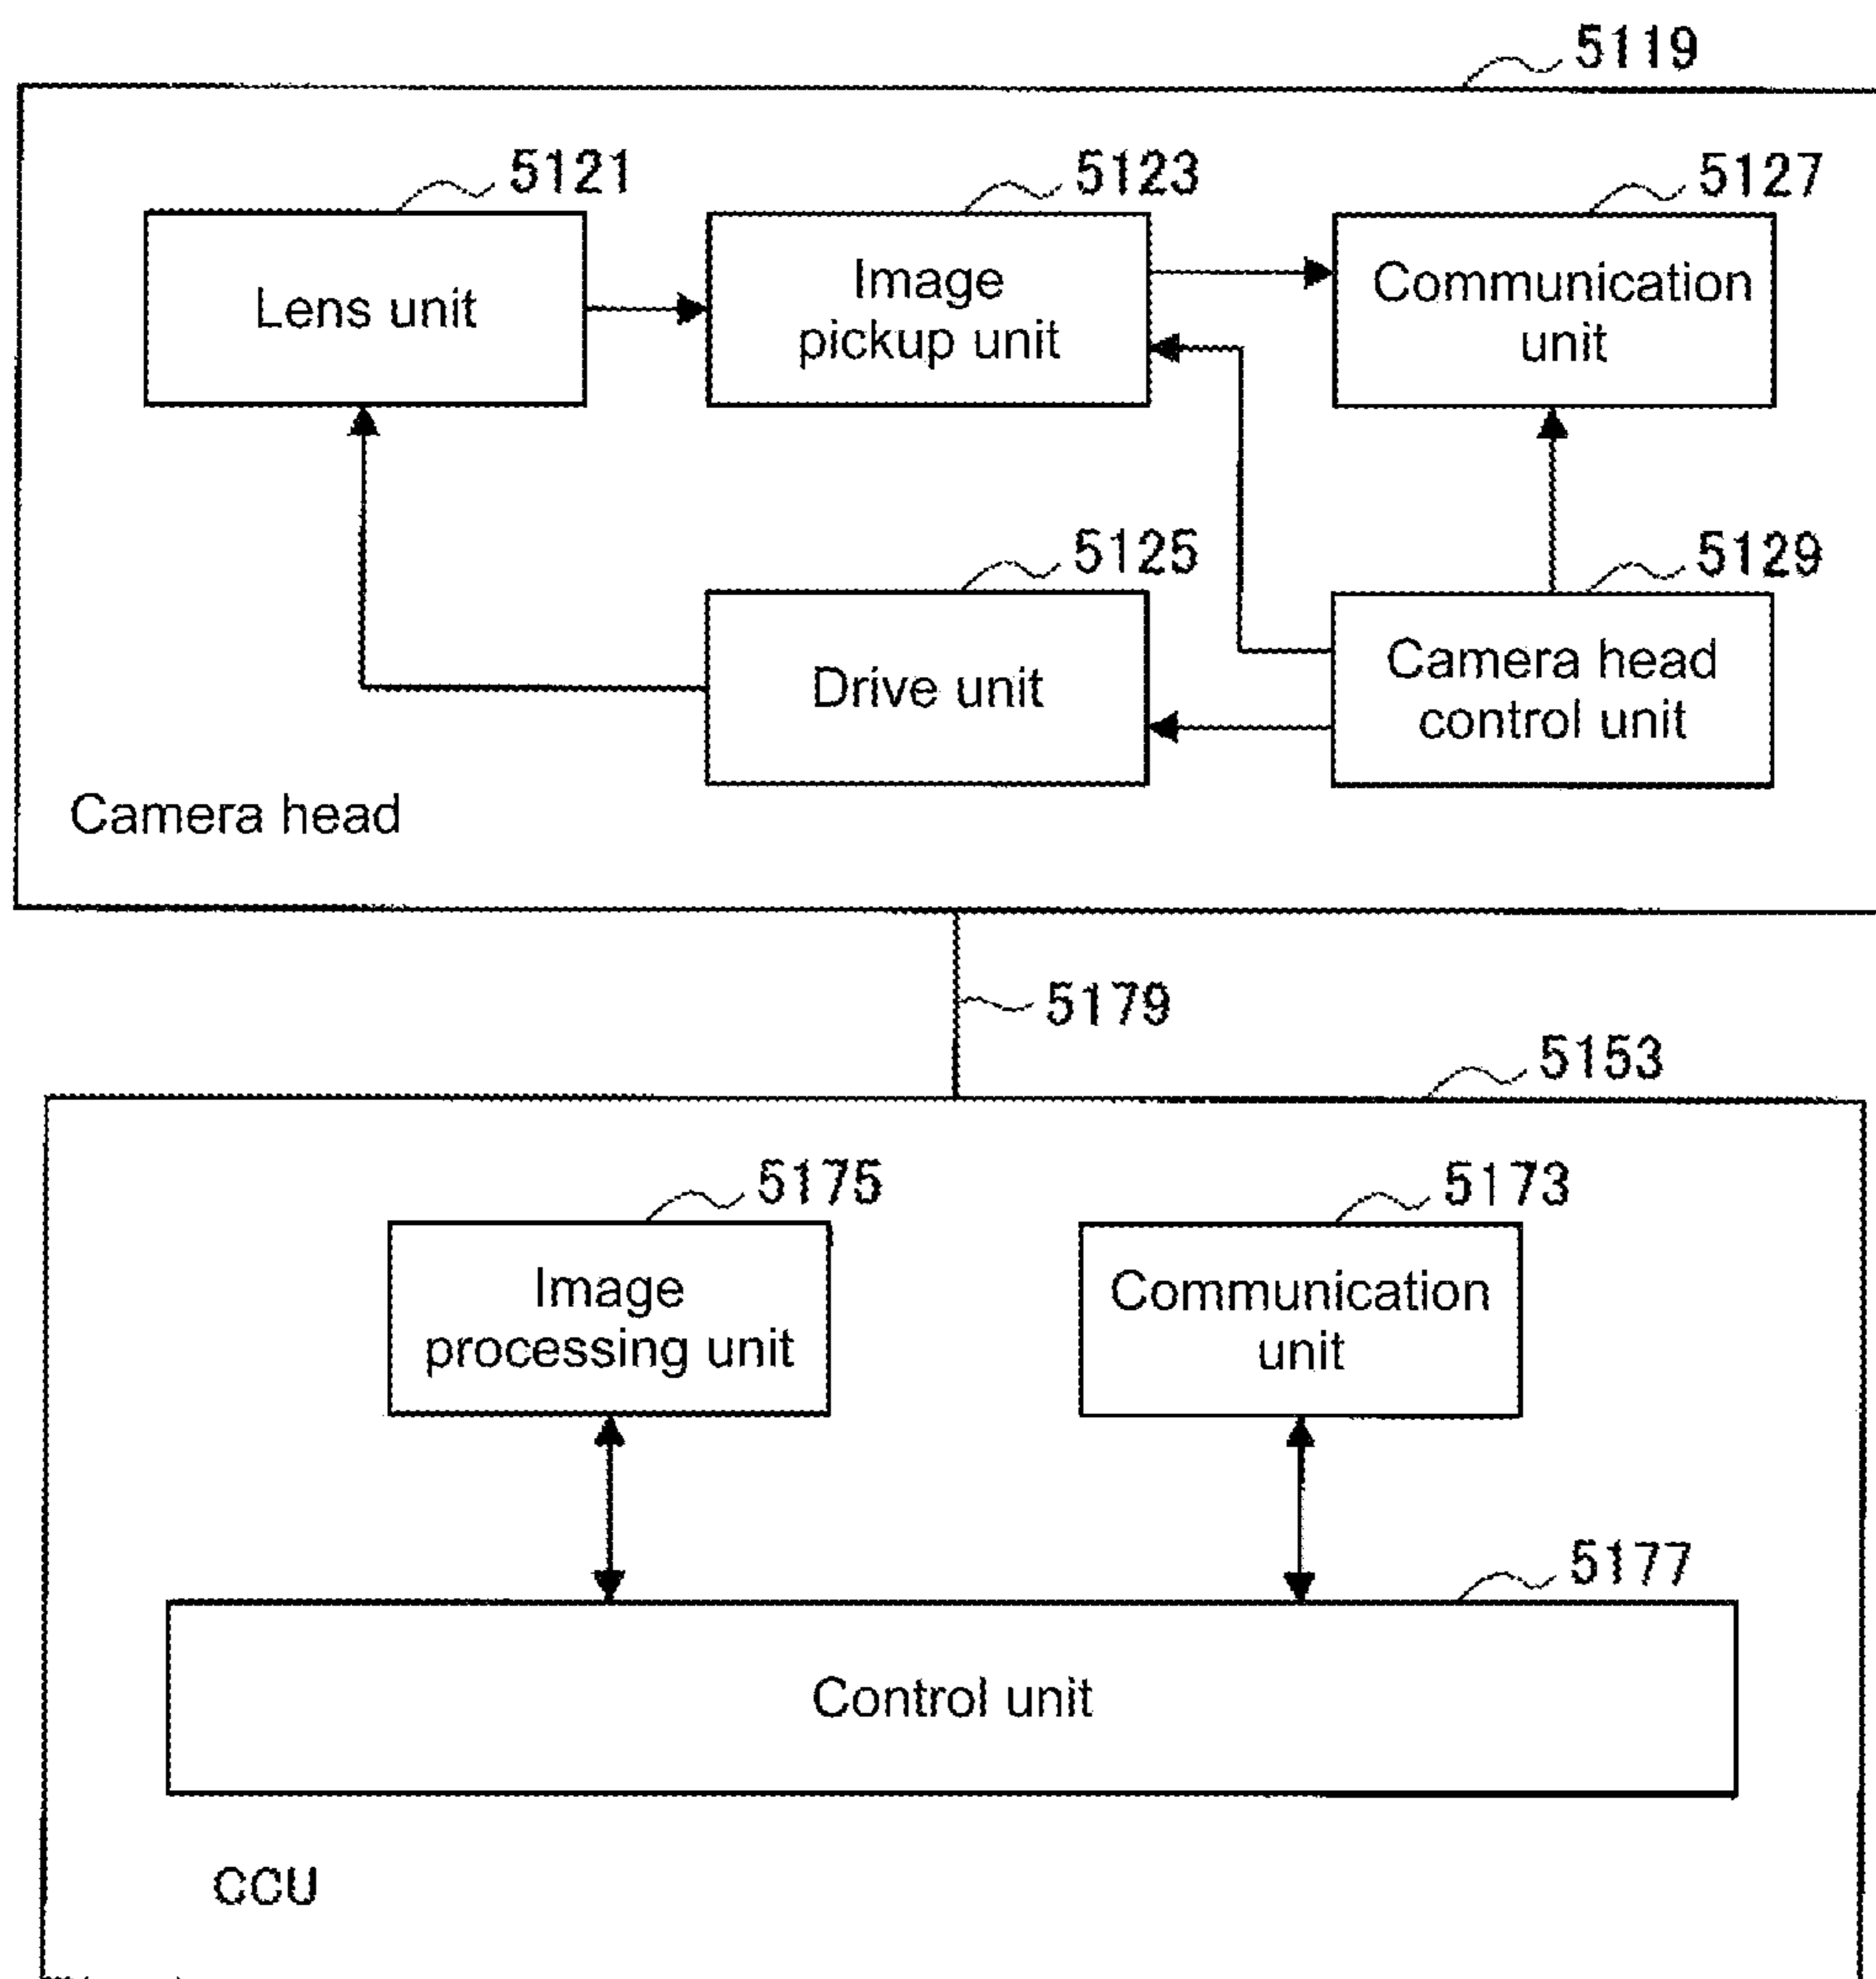 5119
5121
5123
5127
Lens unit
Image
pickup unit
Communication
unit
5125
5129
Drive unit
Camera head
control unit
Camera head
5179
5153
5175
5173
Image
processing unit
Communication
unit
5177
Control unit
CCU